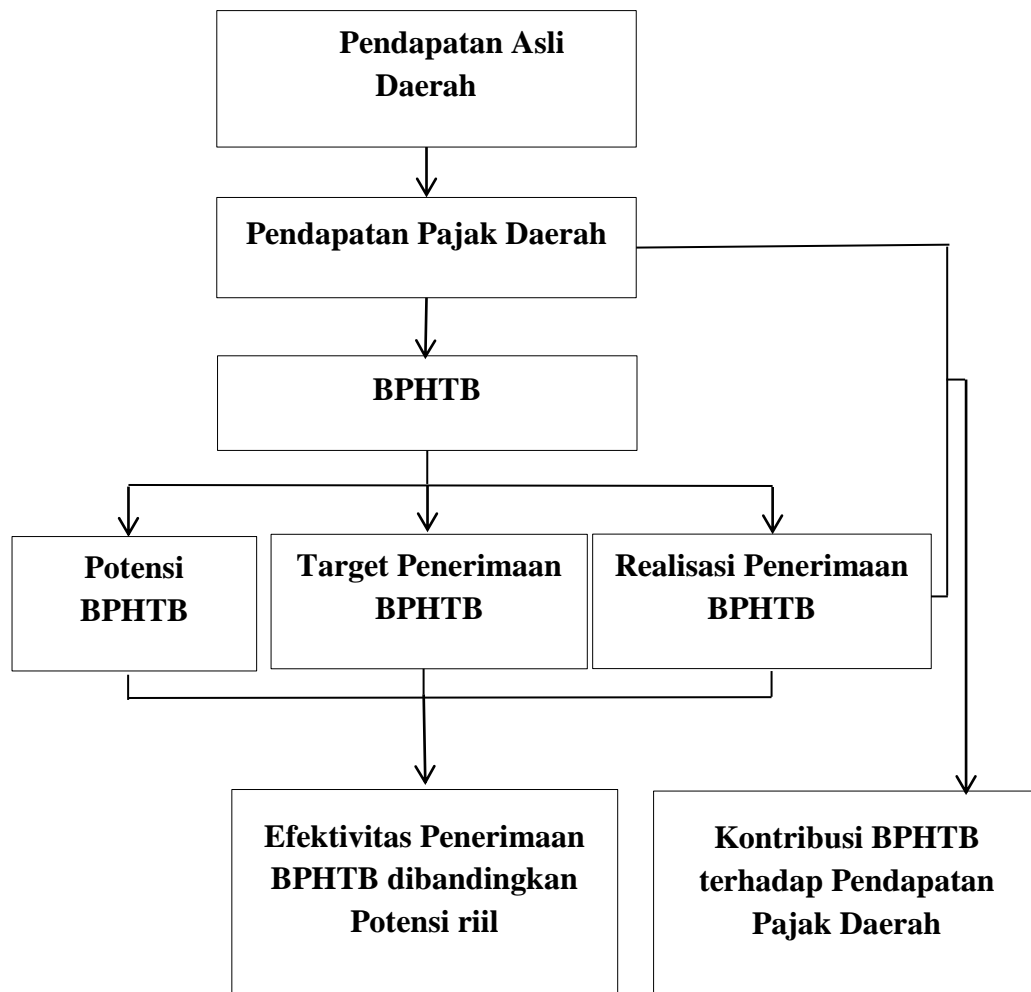 Pendapatan Asli
Daerah
Pendapatan Pajak Daerah
BPHTB
Potensi
BPHTB
Target Penerimaan
BPHTB
Realisasi Penerimaan
BPHTB
Efektivitas Penerimaan
BPHTB dibandingkan
Potensi riil
Kontribusi BPHTB
terhadap Pendapatan
Pajak Daerah